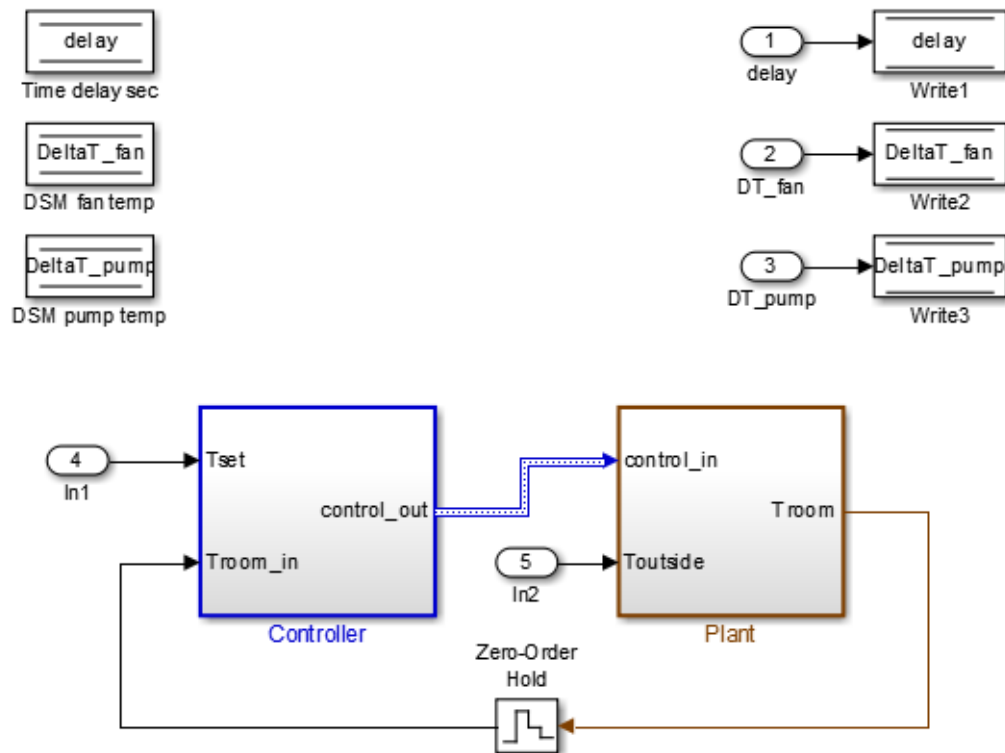 delay
Time delay sec
1
delay
delay
Write1
DeltaT_fan
DSM fan temp
2
DT_fan
DeltaT_fan
Write2
DeltaT_pump
DSM pump temp
3
DT_pump
DeltaT_pump
Write3
4
In1
Tset
control_out
Troom_in
Controller
control_in
Troom
5
In2
Toutside
Plant
Zero-Order
Hold